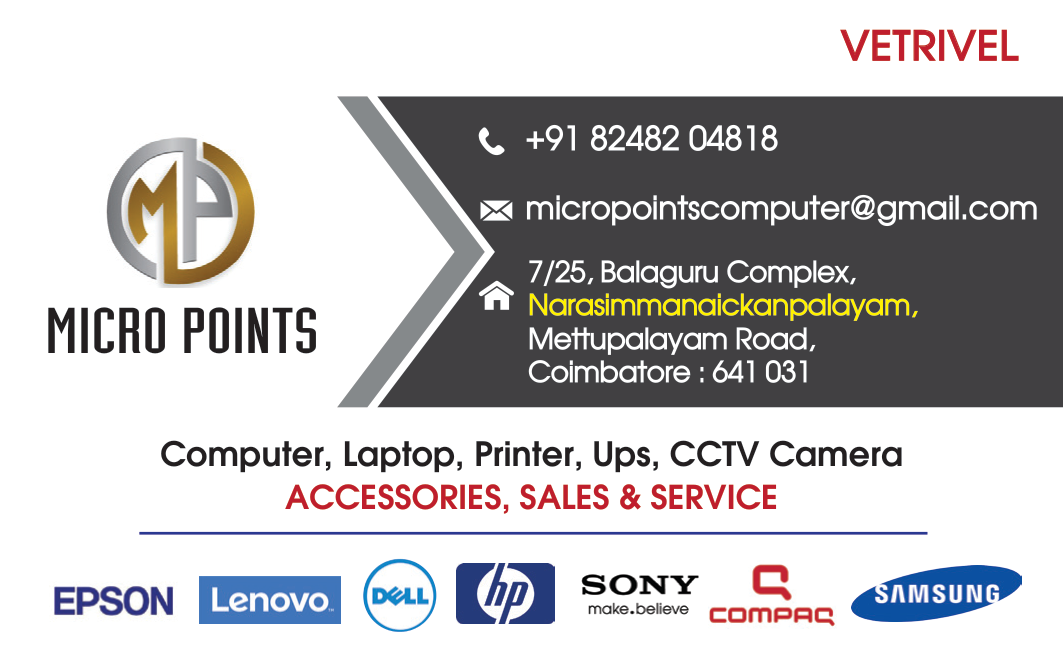 VETRIVEL
+91 82482 04818
micropointscomputer@gmail.com
7/25, Balaguru Complex,
Narasimmanaickanpalayam,
Mettupalayam Road,
Coimbatore : 641 031
MP
MICRO POINTS
Computer, Laptop, Printer, Ups, CCTV Camera
ACCESSORIES, SALES & SERVICE
EPSON
Lenovo
DELL
hp
SONY
make.believe
COMPAQ
SAMSUNG